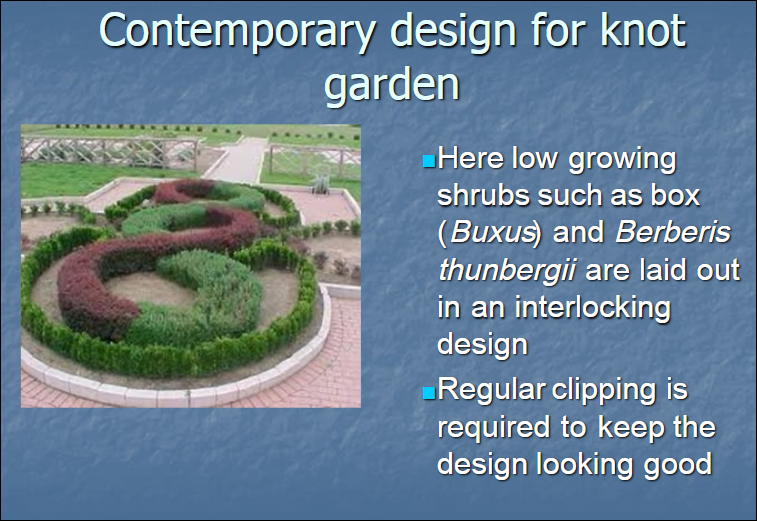 Contemporary design for knot
garden
Here low growing
shrubs such as box
(Buxus) and Berberis
thunbergii are laid out
in an interlocking
design
Regular clipping is
required to keep the
design looking good